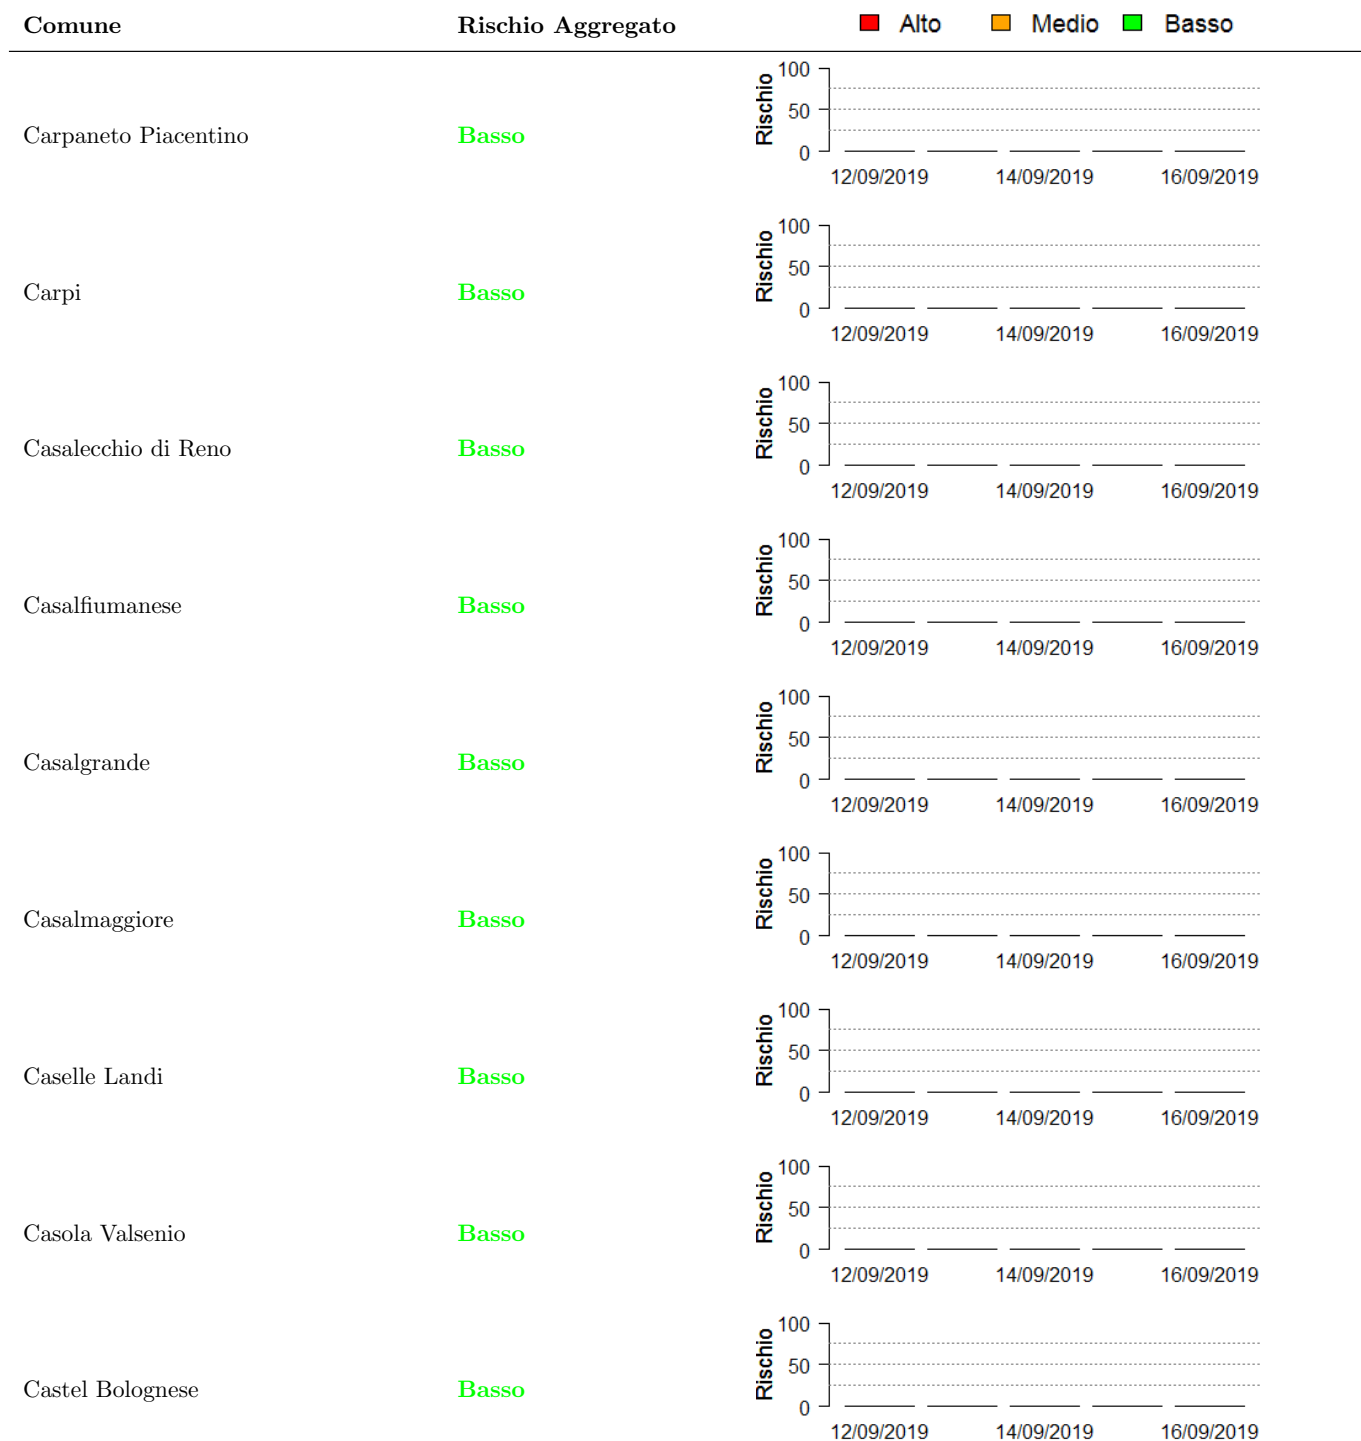 Comune Rischio Aggregato Alto Medio Basso
100
50
0
Rischio
Carpaneto Piacentino Basso
12/09/2019 14/09/2019 16/09/2019
100
50
0
Rischio
Carpi Basso
12/09/2019 14/09/2019 16/09/2019
100
50
0
Rischio
Casalecchio di Reno Basso
12/09/2019 14/09/2019 16/09/2019
100
50
0
Rischio
Casalfiumanese Basso
12/09/2019 14/09/2019 16/09/2019
100
50
0
Rischio
Casalgrande Basso
12/09/2019 14/09/2019 16/09/2019
100
50
0
Rischio
Casalmaggiore Basso
12/09/2019 14/09/2019 16/09/2019
100
50
0
Rischio
Caselle Landi Basso
12/09/2019 14/09/2019 16/09/2019
100
50
0
Rischio
Casola Valsenio Basso
12/09/2019 14/09/2019 16/09/2019
100
50
0
Rischio
Castel Bolognese Basso
12/09/2019 14/09/2019 16/09/2019